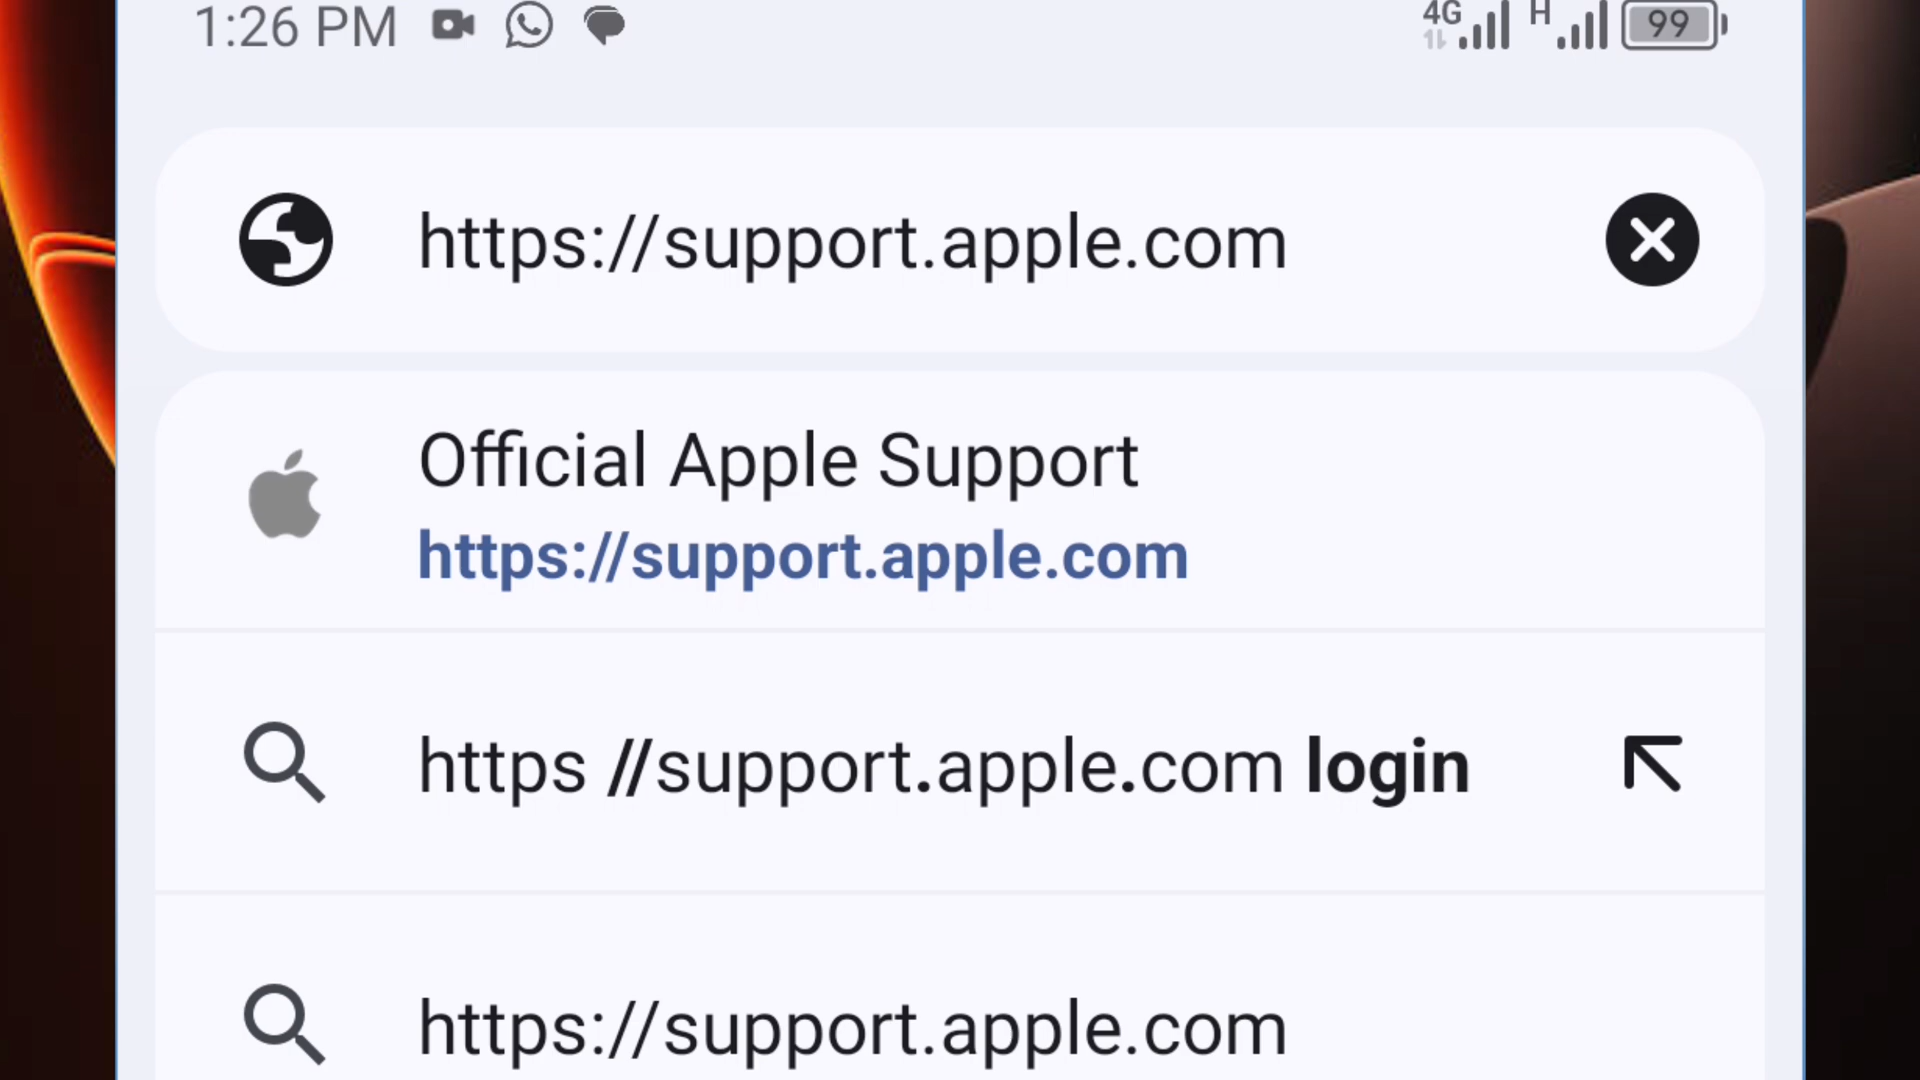 1:26 PM 4G H 99
https://support.apple.com
Official Apple Support
https://support.apple.com
https //support.apple.com login
https://support.apple.com